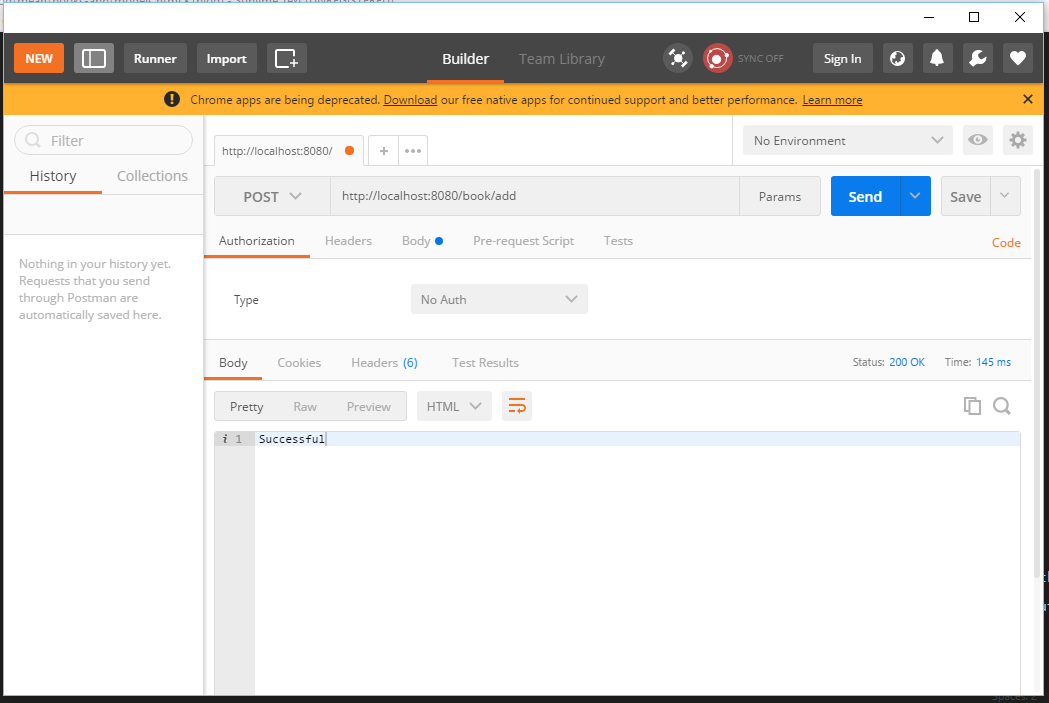 NEW Runner Import Builder Team Library SYNC OFF Sign In
! Chrome apps are being deprecated. Download our free native apps for continued support and better performance. Learn more
Filter
http://localhost:8080/
No Environment
History Collections
POST http://localhost:8080/book/add Params Send Save
Authorization Headers Body Pre-request Script Tests Code
Nothing in your history yet.
Requests that you send
through Postman are
automatically saved here.
Type No Auth
Body Cookies Headers (6) Test Results Status: 200 OK Time: 145 ms
Pretty Raw Preview HTML
i 1 Successful